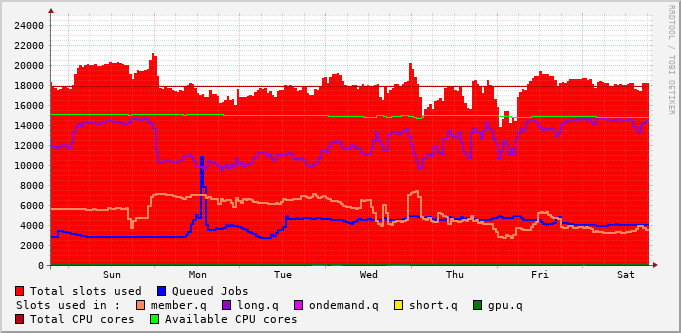 RRDTOOL / TOBI OETIKER
24000
22000
20000
18000
16000
14000
12000
10000
8000
6000
4000
2000
0
Sun Mon Tue Wed Thu Fri Sat
Total slots used Queued Jobs
Slots used in : member.q long.q ondemand.q short.q gpu.q
Total CPU cores Available CPU cores